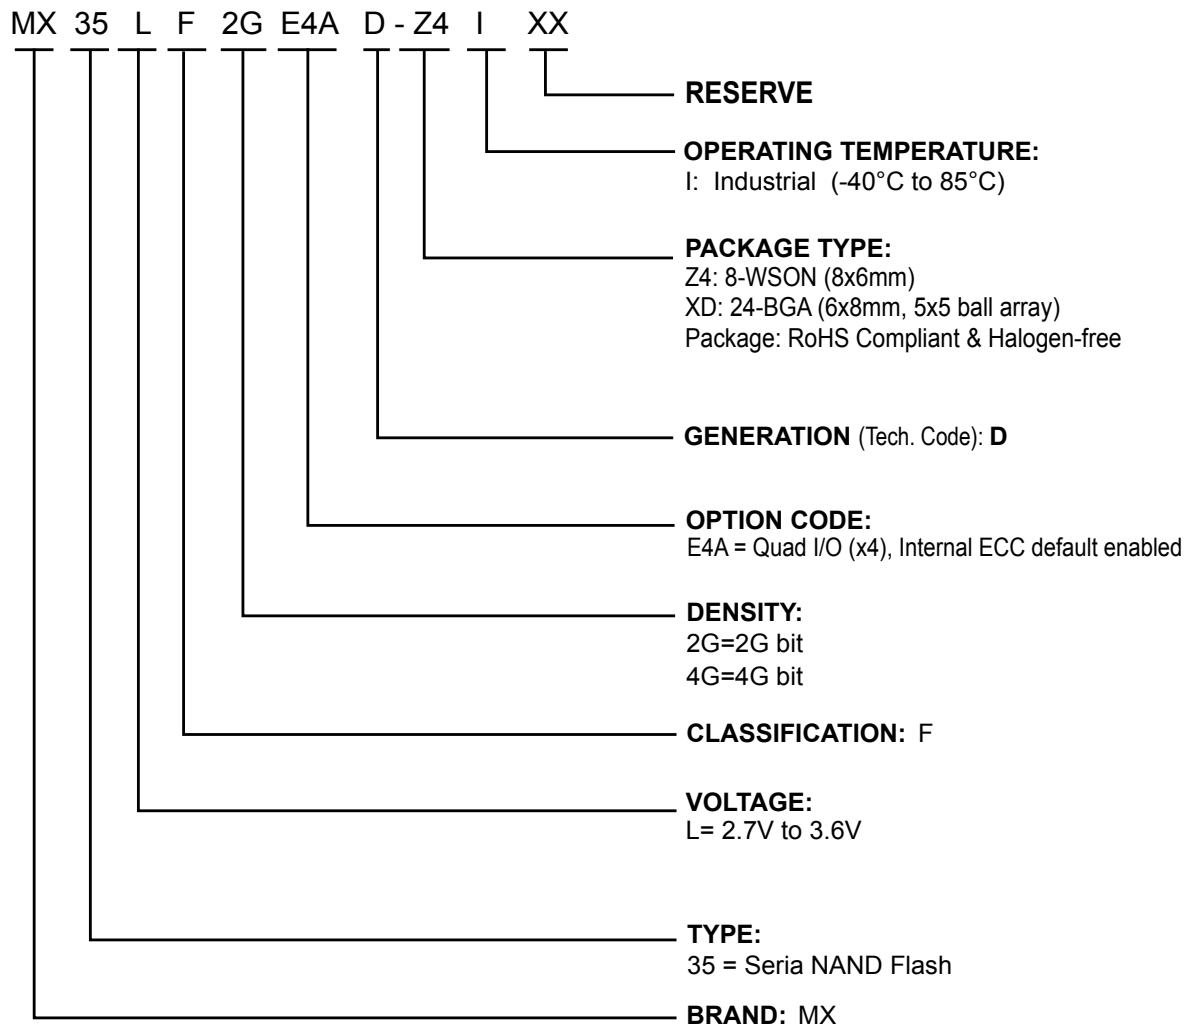 MX 35 L F 2G E4A D - Z4 I XX
RESERVE
OPERATING TEMPERATURE:
I: Industrial (-40°C to 85°C)
PACKAGE TYPE:
Z4: 8-WSON (8x6mm)
XD: 24-BGA (6x8mm, 5x5 ball array)
Package: RoHS Compliant & Halogen-free
GENERATION (Tech. Code): D
OPTION CODE:
E4A = Quad I/O (x4), Internal ECC default enabled
DENSITY:
2G=2G bit
4G=4G bit
CLASSIFICATION: F
VOLTAGE:
L= 2.7V to 3.6V
TYPE:
35 = Seria NAND Flash
BRAND: MX